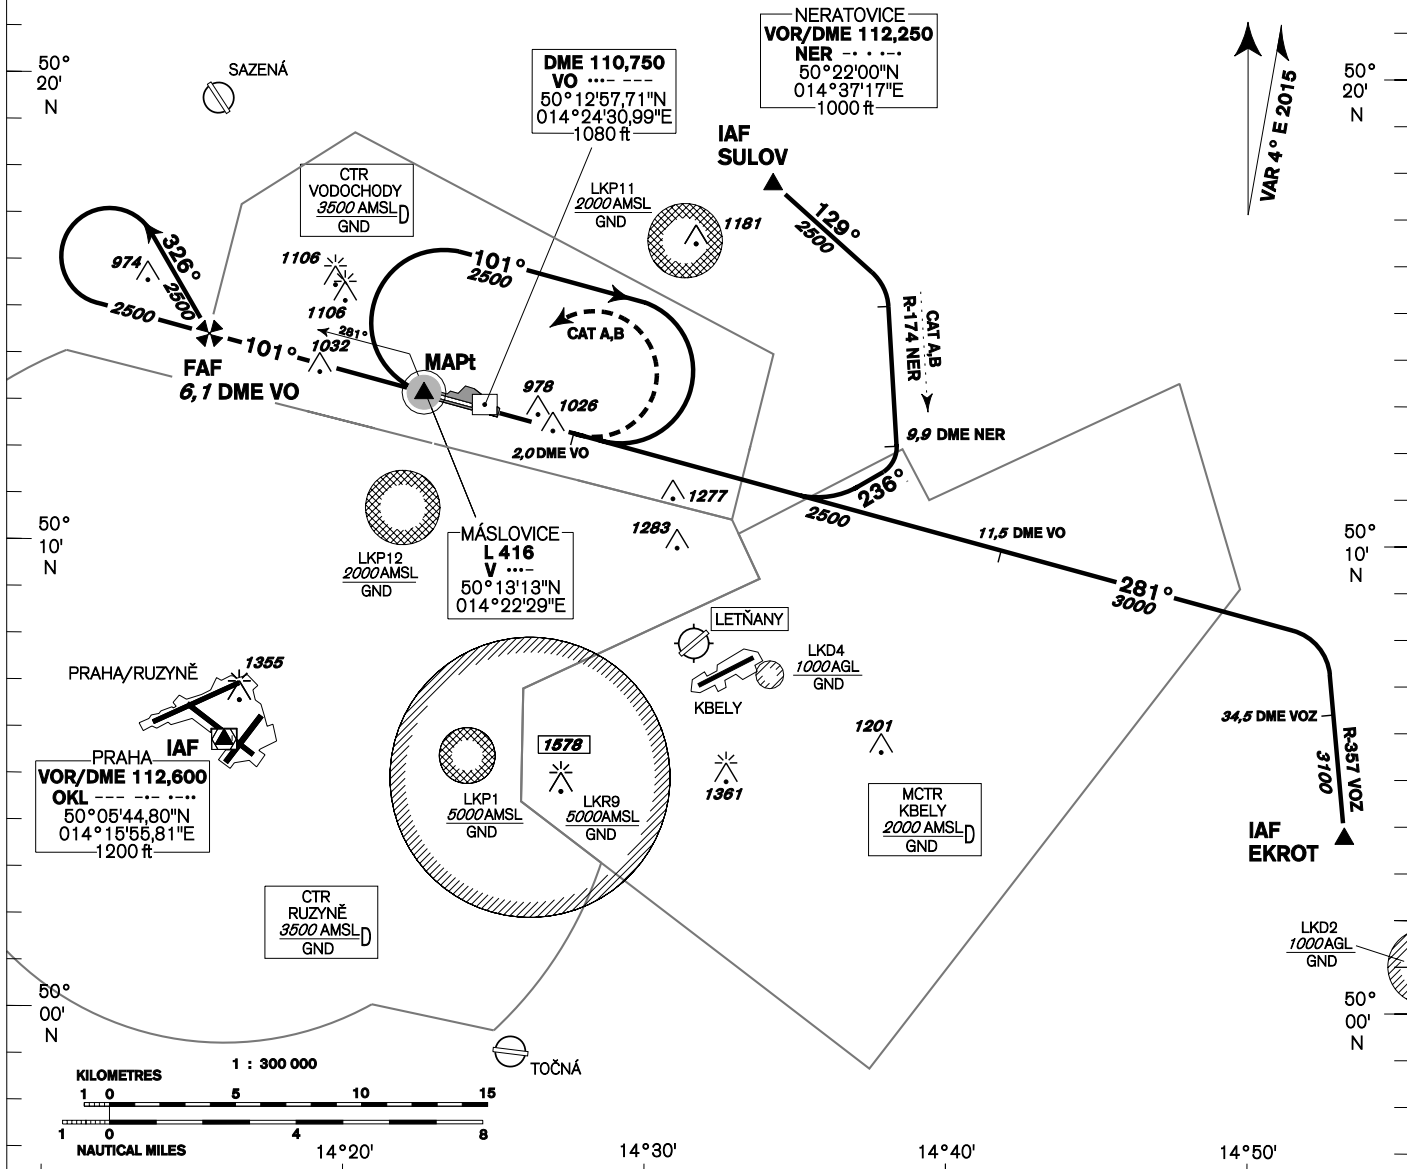 NERATOVICE
VOR/DME 112,250
NER -· · ·-·
50°22'00"N
014°37'17"E
1000 ft
DME 110,750
VO ···- ---
50°12'57,71"N
014°24'30,99"E
1080 ft
50°
20'
N
SAZENÁ
50°
20'
N
VAR 4° E 2015
IAF
SULOV
CTR
VODOCHODY
3500 AMSL D
GND
LKP11
2000 AMSL
GND
1181
129°
2500
974
326°
2500
2500
1106
1106
101°
2500
281°
CAT A,B
CAT A,B
R-174 NER
101°
1032
FAF
6,1 DME VO
MAPt
978
1026
2,0 DME VO
9,9 DME NER
236°
2500
1277
1283
11,5 DME VO
50°
10'
N
50°
10'
N
LKP12
2000 AMSL
GND
MÁSLOVICE
L 416
V ···-
50°13'13"N
014°22'29"E
281°
3000
LETŇANY
KBELY
LKD4
1000 AGL
GND
PRAHA/RUZYNĚ
1355
IAF
PRAHA
VOR/DME 112,600
OKL --- -·- ·-··
50°05'44,80"N
014°15'55,81"E
1200 ft
34,5 DME VOZ
R-357 VOZ
3100
1201
1578
1361
LKP1
5000 AMSL
GND
LKR9
5000 AMSL
GND
MCTR
KBELY
2000 AMSL D
GND
IAF
EKROT
CTR
RUZYNĚ
3500 AMSL D
GND
LKD2
1000 AGL
GND
50°
00'
N
50°
00'
N
TOČNÁ
1 : 300 000
KILOMETRES
1 0 5 10 15
1 0 4 8
NAUTICAL MILES
14°20' 14°30' 14°40' 14°50'